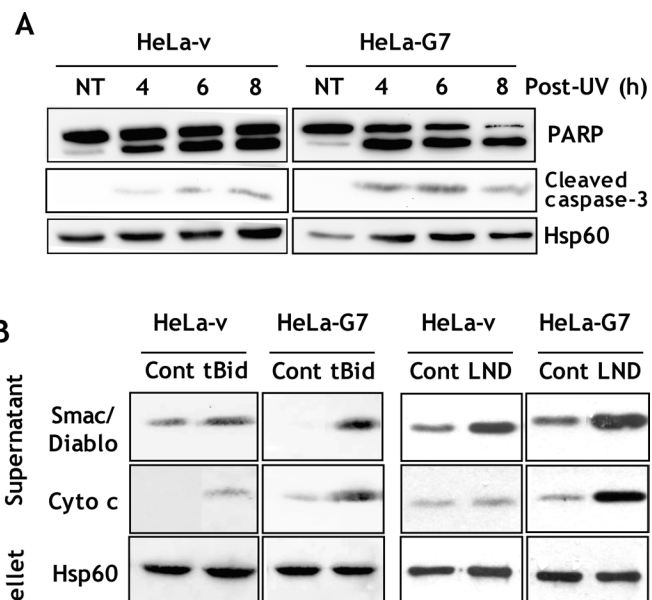 A
HeLa-v HeLa-G7
NT 4 6 8 NT 4 6 8 Post-UV (h)
PARP
Cleaved
caspase-3
Hsp60
B
HeLa-v HeLa-G7 HeLa-v HeLa-G7
Cont tBid Cont tBid Cont LND Cont LND
Supernatant
Smac/
Diablo
Cyto c
ellet
Hsp60